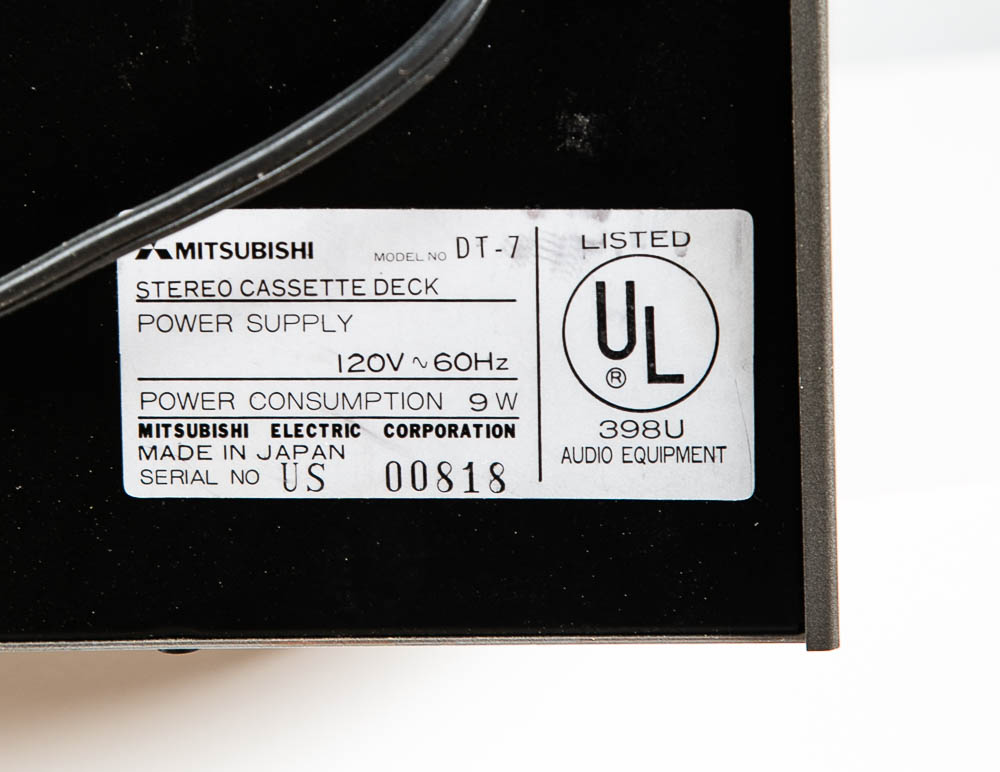 MITSUBISHI MODEL NO DT-7
STEREO CASSETTE DECK
POWER SUPPLY
120V ~ 60Hz
POWER CONSUMPTION 9 W
MITSUBISHI ELECTRIC CORPORATION
MADE IN JAPAN
SERIAL NO US 00818
LISTED
UL
®
398U
AUDIO EQUIPMENT